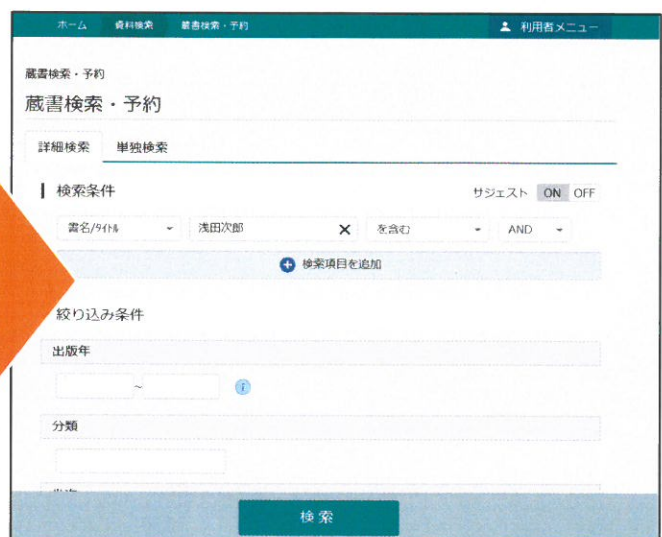 ホーム 資料検索 蔵書検索・予約 利用者メニュー
蔵書検索・予約
蔵書検索・予約
詳細検索 単独検索
検索条件 サジェスト ON OFF
書名/タイトル 浅田次郎 を含む AND
検索項目を追加
絞り込み条件
出版年
~
分類
検索